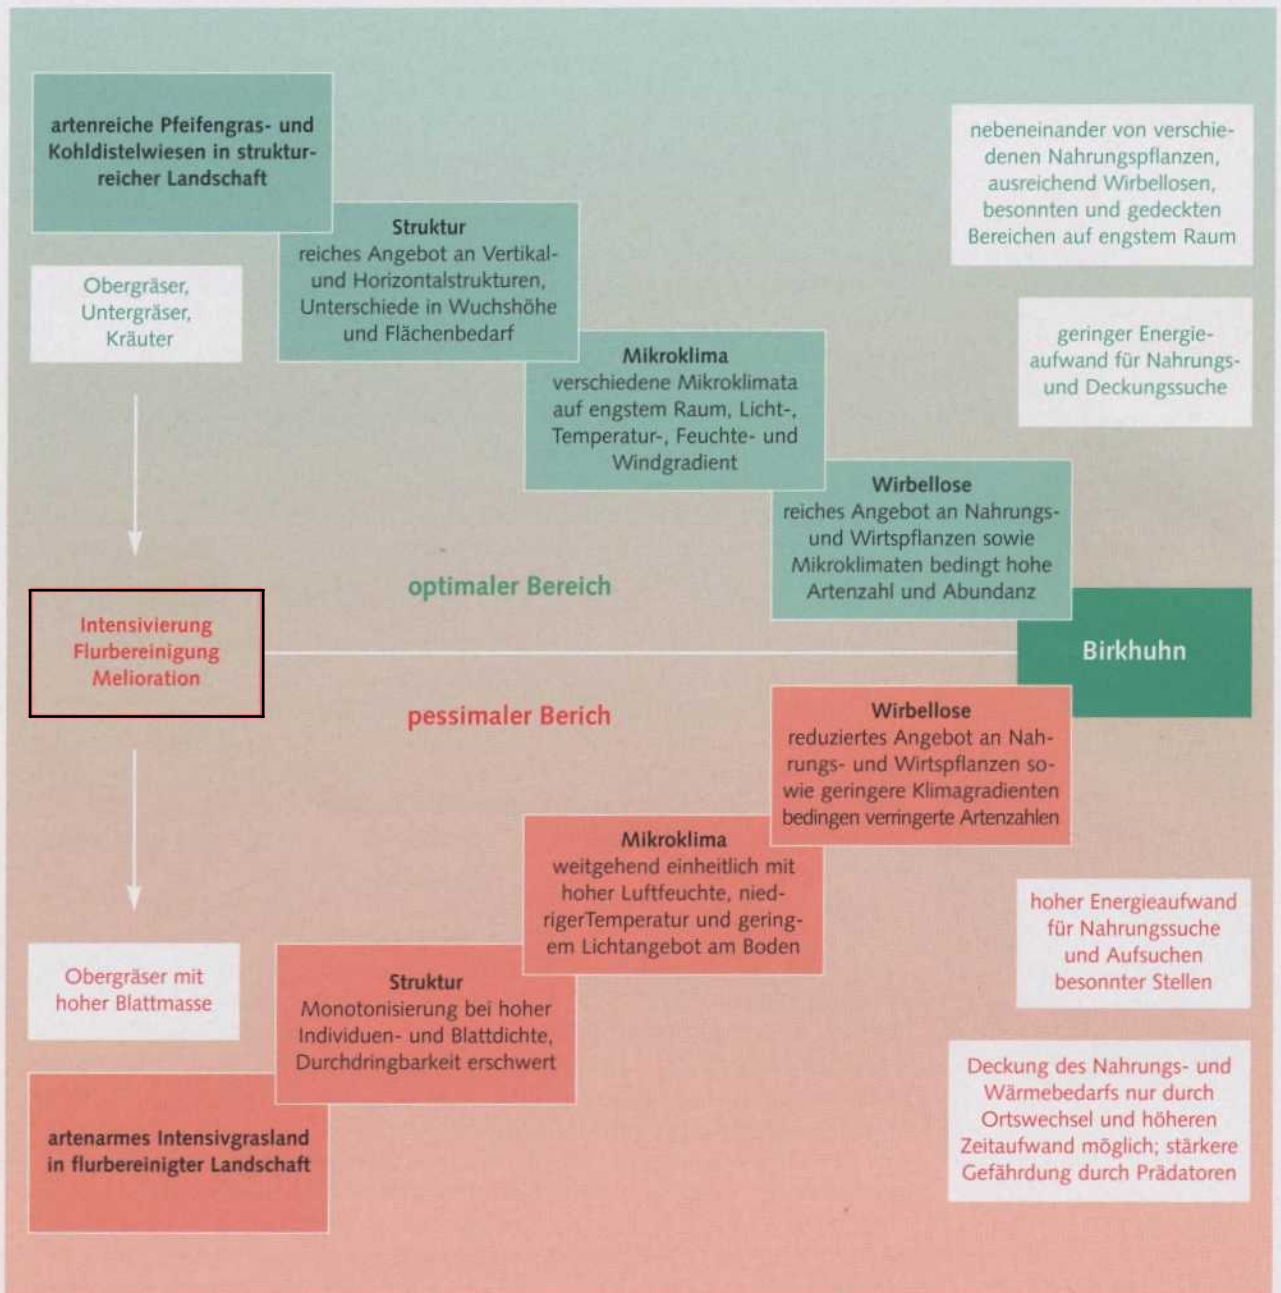 artenreiche Pfeifengras- und
Kohldistelwiesen in struktur-
reicher Landschaft
Struktur
reiches Angebot an Vertikal-
und Horizontalstrukturen,
Unterschiede in Wuchshöhe
und Flächenbedarf
Mikroklima
verschiedene Mikroklimata
auf engstem Raum, Licht-,
Temperatur-, Feuchte- und
Windgradient
Wirbellose
reiches Angebot an Nahrungs-
und Wirtspflanzen sowie
Mikroklimaten bedingt hohe
Artenzahl und Abundanz
nebeneinander von verschie-
denen Nahrungspflanzen,
ausreichend Wirbellosen,
besonnten und gedeckten
Bereichen auf engstem Raum
geringer Energie-
aufwand für Nahrungs-
und Deckungssuche
Obergräser,
Untergräser,
Kräuter
optimaler Bereich
Intensivierung
Flurbereinigung
Melioration
Birkhuhn
pessimaler Berich
Wirbellose
reduziertes Angebot an Nah-
rungs- und Wirtspflanzen so-
wie geringere Klimagradienten
bedingen verringerte Artenzahlen
Mikroklima
weitgehend einheitlich mit
hoher Luftfeuchte, nied-
rigerTemperatur und gering-
em Lichtangebot am Boden
Struktur
Monotonisierung bei hoher
Individuen- und Blattdichte,
Durchdringbarkeit erschwert
Obergräser mit
hoher Blattmasse
artenarmes Intensivgrasland
in flurbereinigter Landschaft
hoher Energieaufwand
für Nahrungssuche
und Aufsuchen
besonnter Stellen
Deckung des Nahrungs- und
Wärmebedarfs nur durch
Ortswechsel und höheren
Zeitaufwand möglich; stärkere
Gefährdung durch Prädatoren